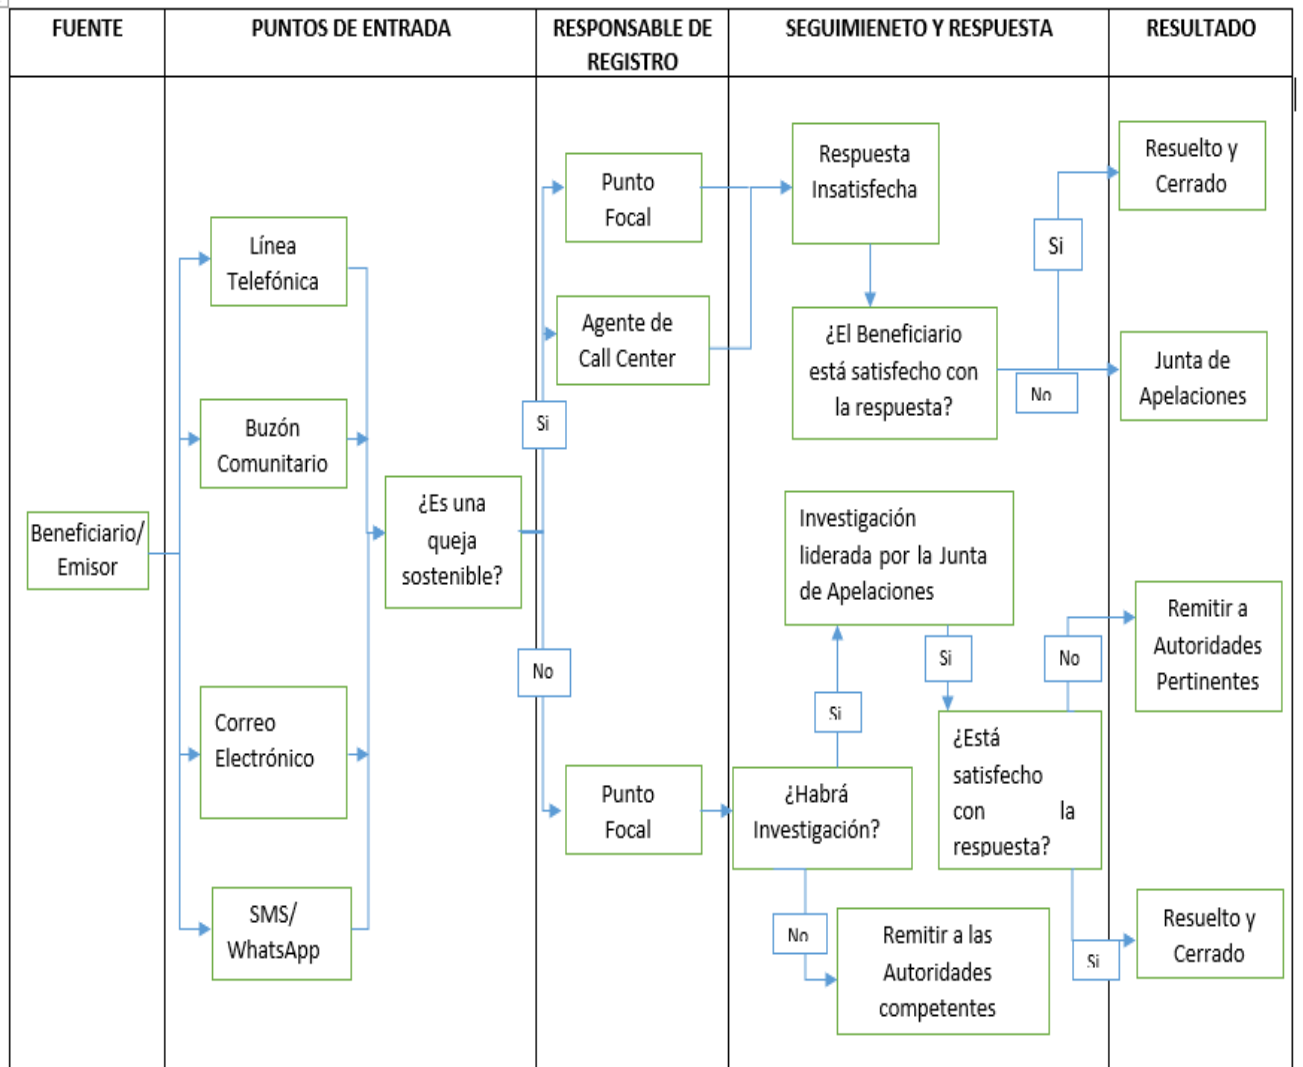 FUENTE
PUNTOS DE ENTRADA
RESPONSABLE DE
REGISTRO
SEGUIMIENETO Y RESPUESTA
RESULTADO
Beneficiario/
Emisor
Línea
Telefónica
Buzón
Comunitario
Correo
Electrónico
SMS/
WhatsApp
¿Es una
queja
sostenible?
Si
No
Punto
Focal
Agente de
Call Center
Punto
Focal
Respuesta
Insatisfecha
¿El Beneficiario
está satisfecho con
la respuesta?
Si
No
Resuelto y
Cerrado
Junta de
Apelaciones
Investigación
liderada por la Junta
de Apelaciones
Si
Si
¿Habrá
Investigación?
No
Remitir a las
Autoridades
competentes
¿Está
satisfecho
con la
respuesta?
No
Si
Remitir a
Autoridades
Pertinentes
Resuelto y
Cerrado